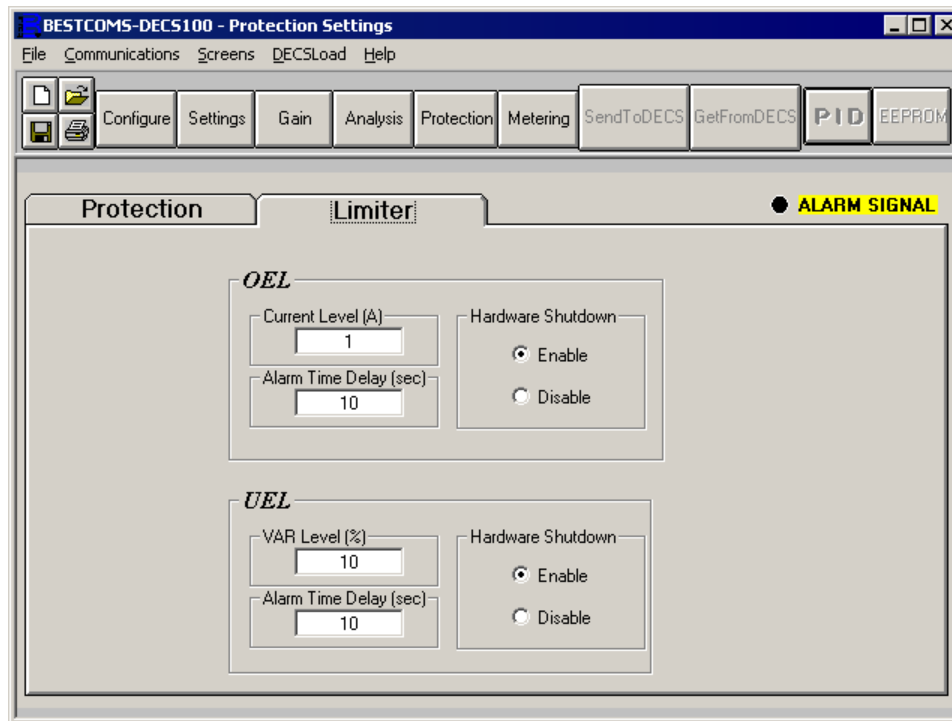 BESTCOMS-DECS100 - Protection Settings
File Communications Screens DECSLoad Help
Configure Settings Gain Analysis Protection Metering SendToDECS GetFromDECS PID EEPROM
Protection Limiter ALARM SIGNAL
OEL
Current Level (A) Hardware Shutdown
1
Enable
Alarm Time Delay (sec)
10
Disable
UEL
VAR Level (%) Hardware Shutdown
10
Enable
Alarm Time Delay (sec)
10
Disable